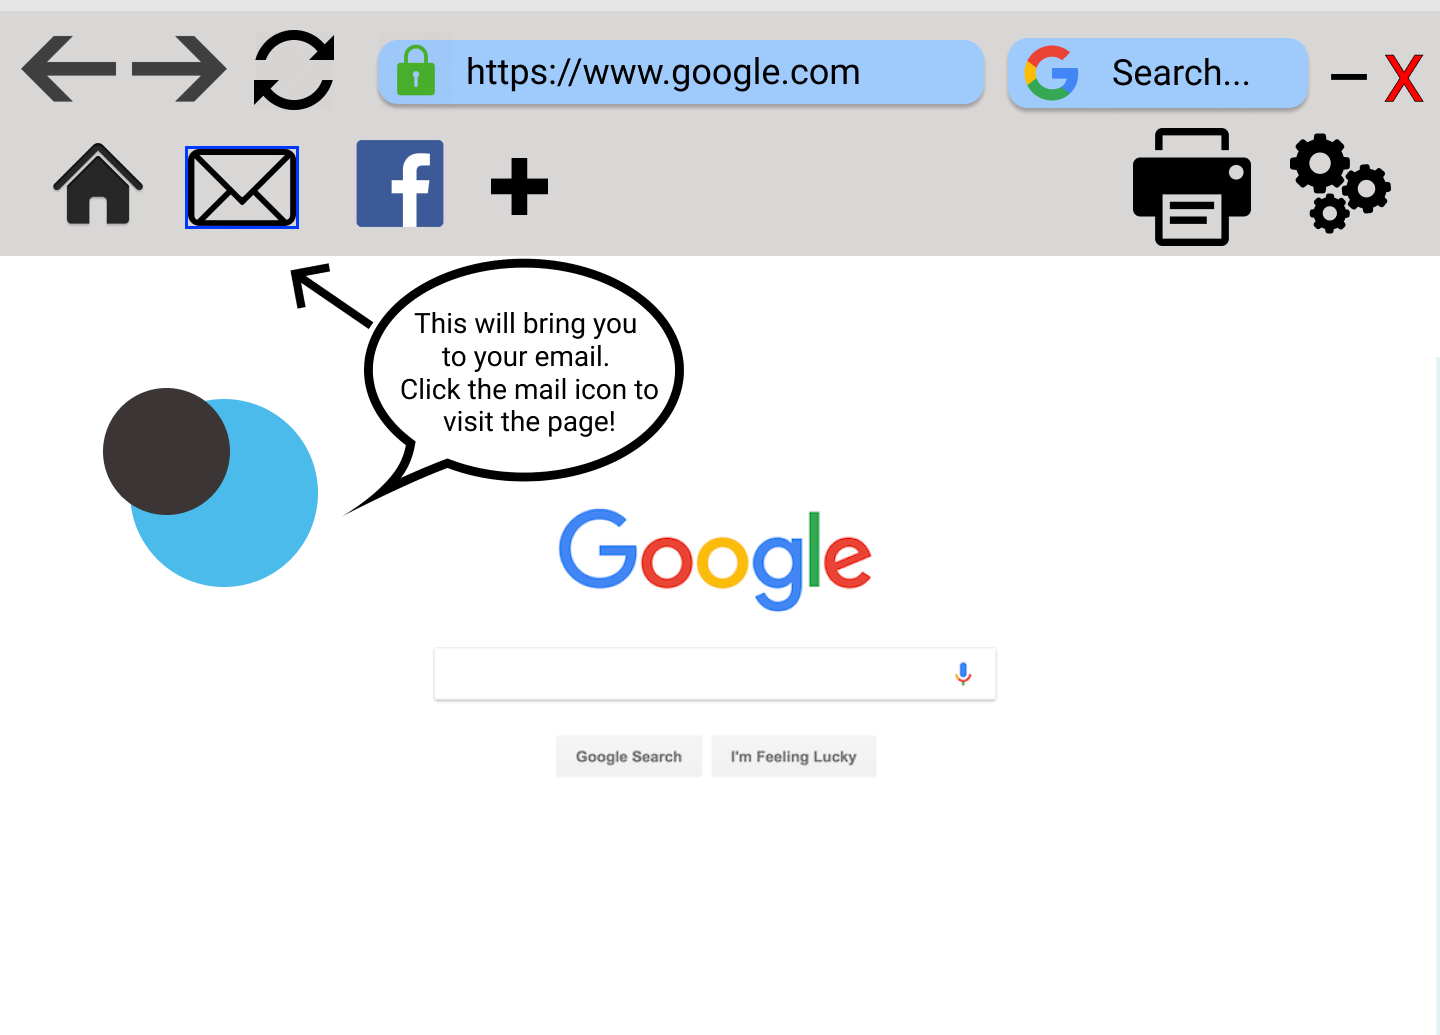 https://www.google.com
Search...
X
This will bring you
to your email.
Click the mail icon to
visit the page!
Google
Google Search
I'm Feeling Lucky